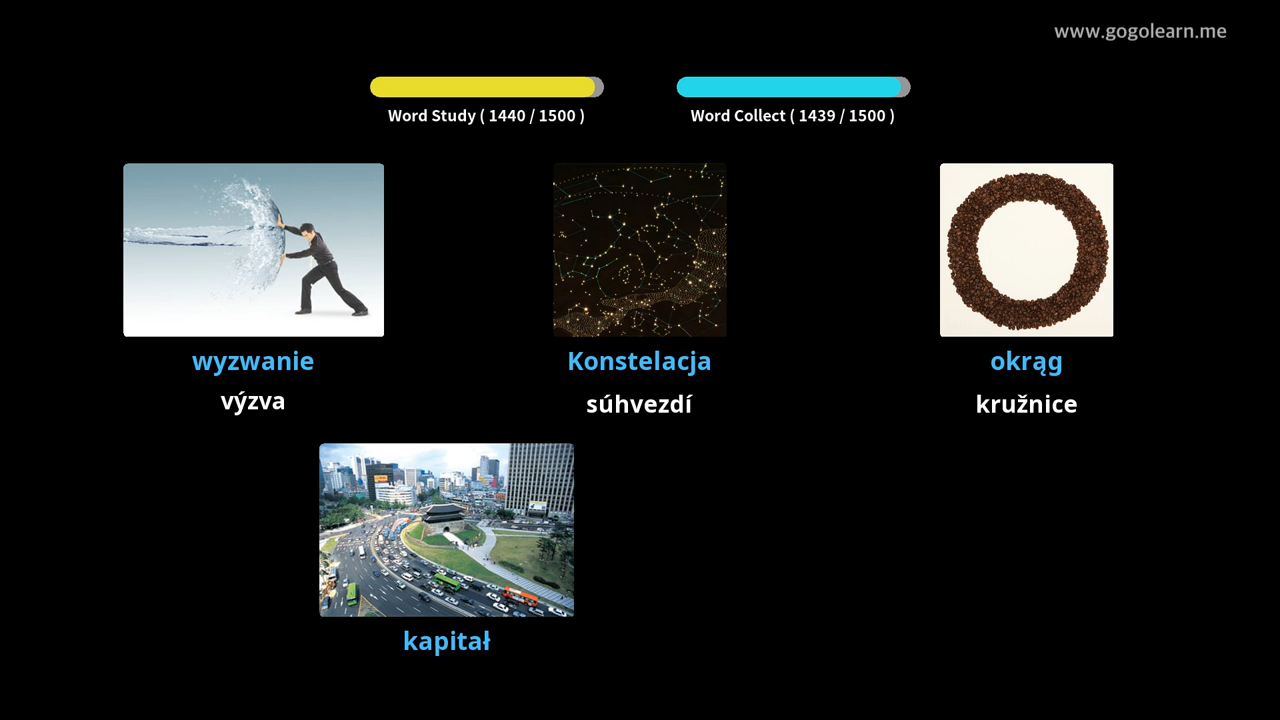 www.gogolearn.me
Word Study ( 1440 / 1500 )
Word Collect ( 1439 / 1500 )
wyzwanie
výzva
Konstelacja
súhvezdí
okrąg
kružnice
kapitał